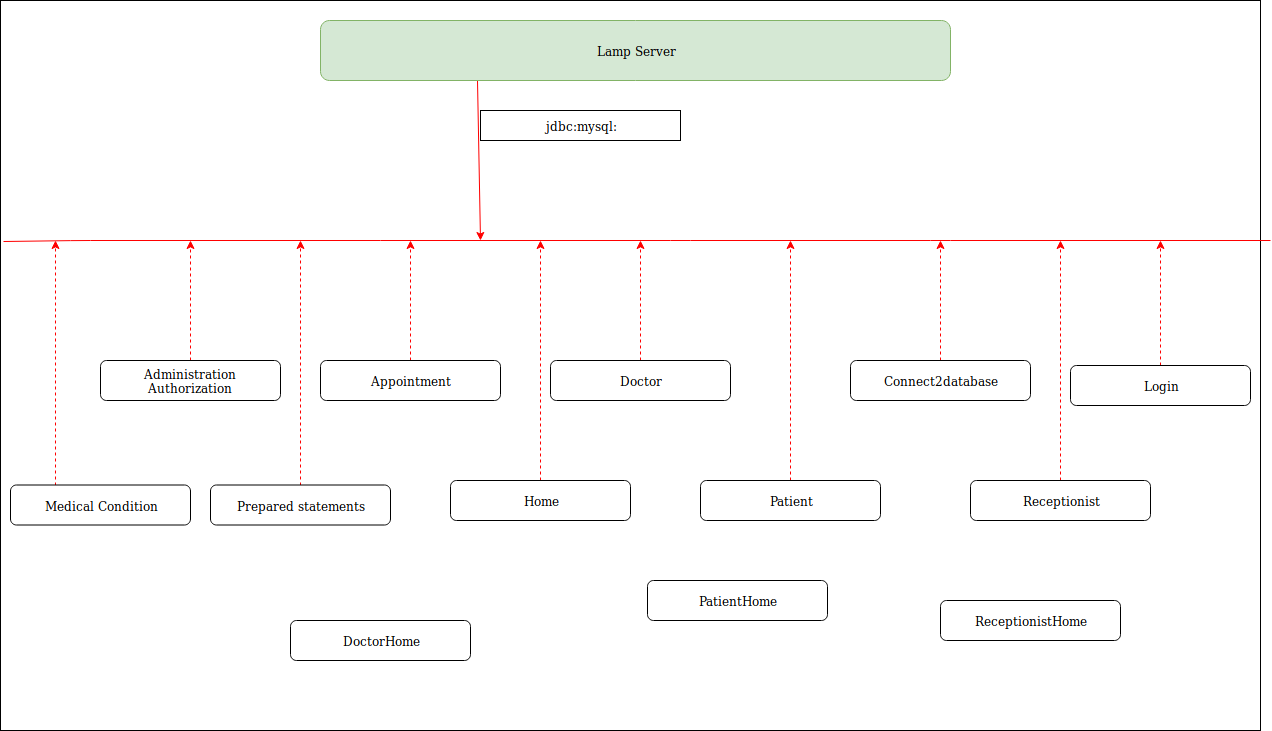 Lamp Server
jdbc:mysql:
Administration
Authorization
Appointment
Doctor
Connect2database
Login
Medical Condition
Prepared statements
Home
Patient
Receptionist
PatientHome
ReceptionistHome
DoctorHome